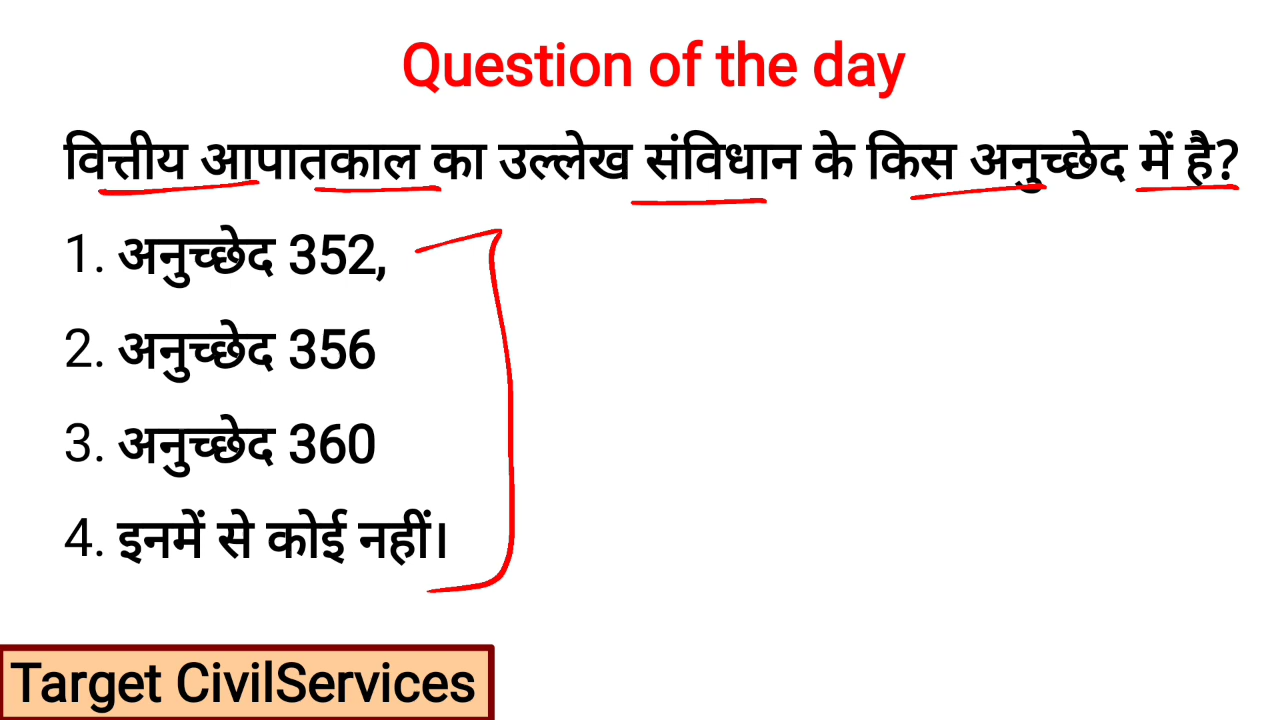 Question of the day
वित्तीय आपातकाल का उल्लेख संविधान के किस अनुच्छेद में है?
1. अनुच्छेद 352,
2. अनुच्छेद 356
3. अनुच्छेद 360
4. इनमें से कोई नहीं।
Target CivilServices